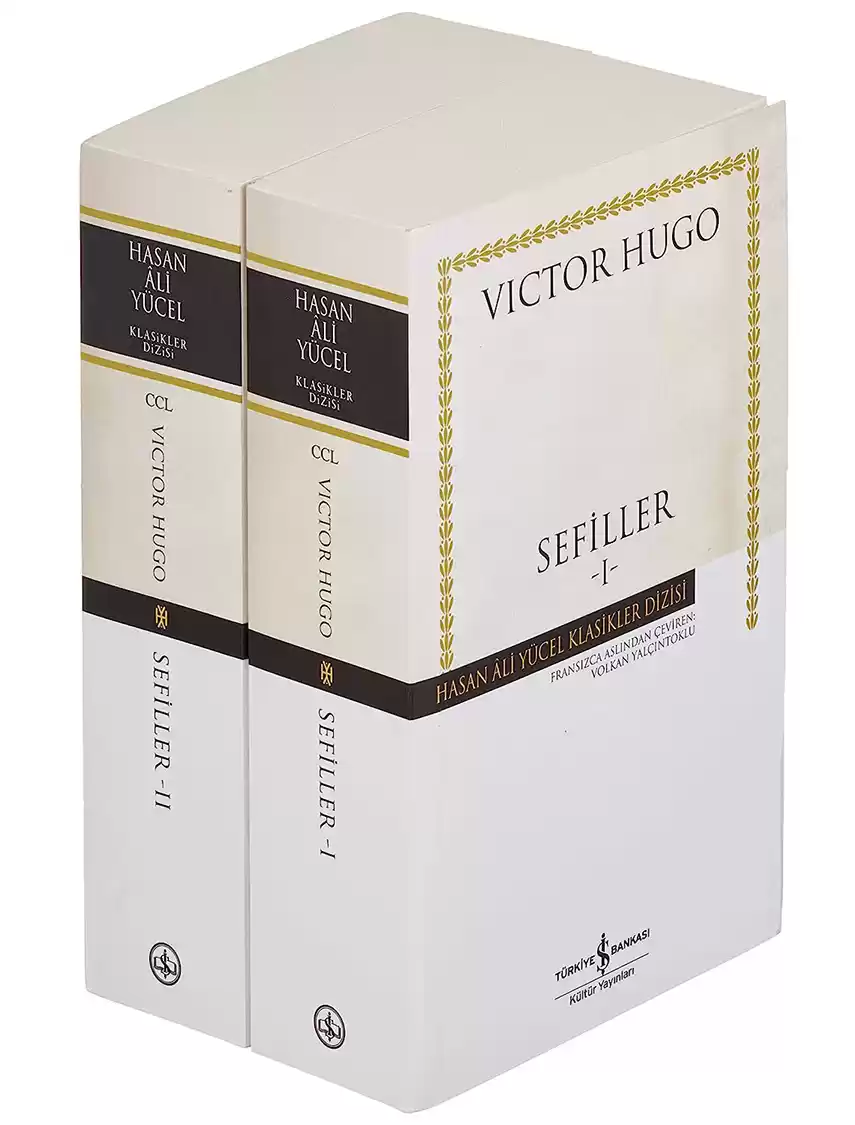 HASAN
ÂLİ
YÜCEL
KLASİKLER
DİZİSİ
CCL
VICTOR HUGO
SEFİLLER -II
HASAN
ÂLİ
YÜCEL
KLASİKLER
DİZİSİ
CCL
VICTOR HUGO
SEFİLLER -I
VICTOR HUGO
SEFİLLER
-I-
HASAN ÂLİ YÜCEL KLASİKLER DİZİSİ
FRANSIZCA ASLINDAN ÇEVİREN:
VOLKAN YALÇINTOKLU
TÜRKİYE İŞ BANKASI
Kültür Yayınları